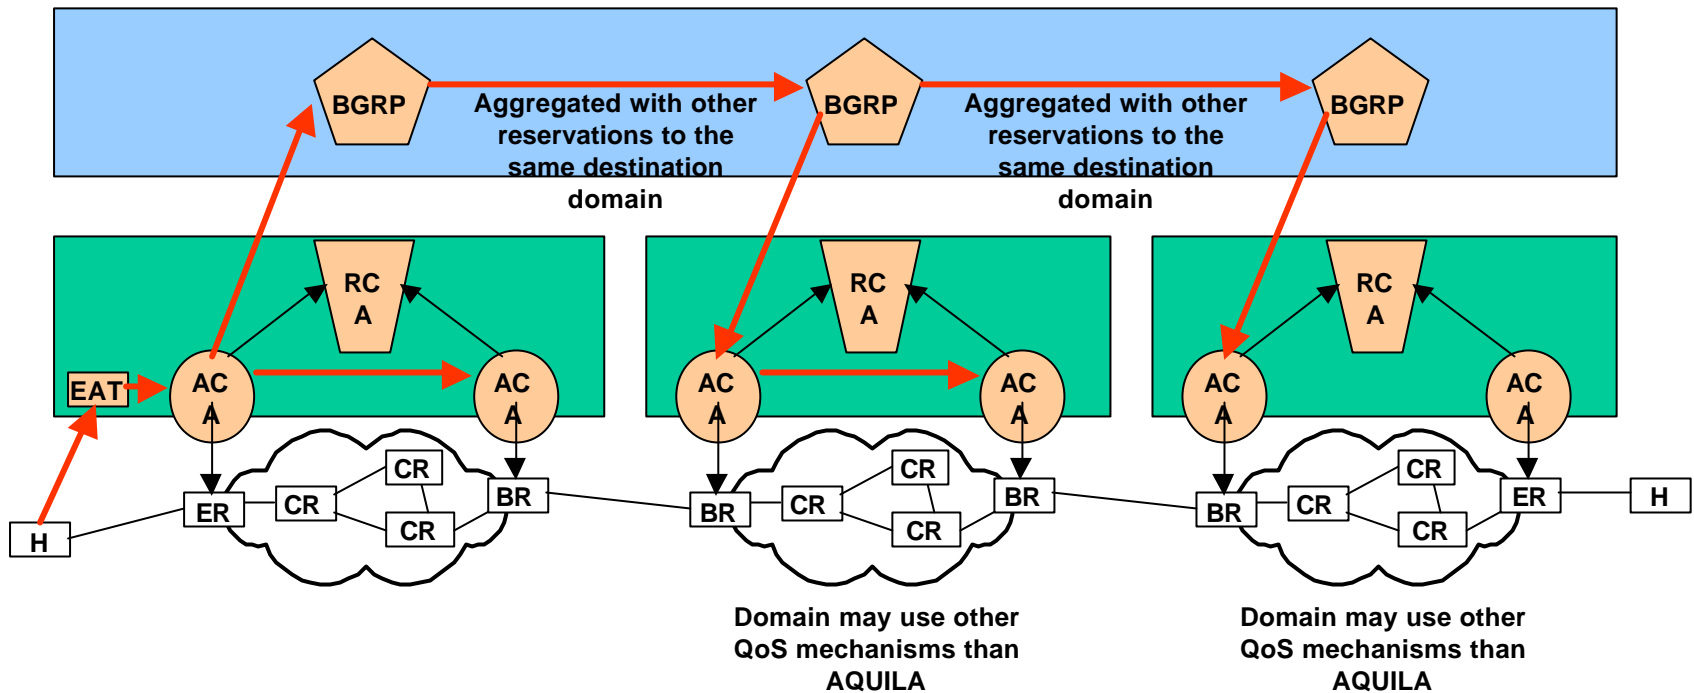 BGRP
Aggregated with other
reservations to the
same destination
domain
BGRP
Aggregated with other
reservations to the
same destination
domain
BGRP
RC
A
RC
A
RC
A
EAT
AC
A
AC
A
AC
A
AC
A
AC
A
AC
A
H
ER
CR
CR
CR
BR
BR
CR
CR
CR
BR
BR
CR
CR
CR
ER
H
Domain may use other
QoS mechanisms than
AQUILA
Domain may use other
QoS mechanisms than
AQUILA